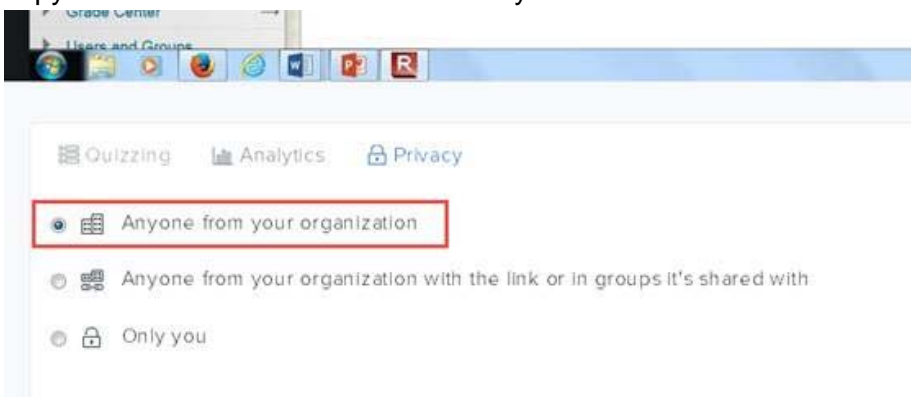 Grade Center
Users and Groups
Quizzing Analytics Privacy
Anyone from your organization
Anyone from your organization with the link or in groups it's shared with
Only you